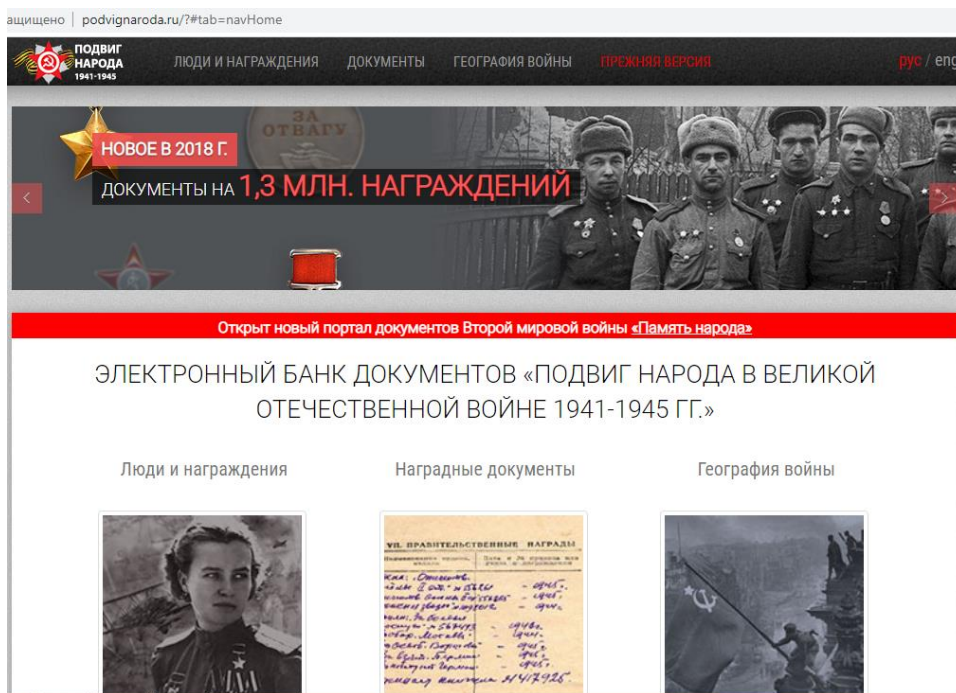 ащищено | podvignaroda.ru/?#tab=navHome
ПОДВИГ
НАРОДА
1941-1945
ЛЮДИ И НАГРАЖДЕНИЯ ДОКУМЕНТЫ ГЕОГРАФИЯ ВОЙНЫ ПРЕЖНЯЯ ВЕРСИЯ рус / eng
ЗА
ОТВАГУ
НОВОЕ В 2018 Г.
ДОКУМЕНТЫ НА 1,3 МЛН. НАГРАЖДЕНИЙ
Открыт новый портал документов Второй мировой войны «Память народа»
ЭЛЕКТРОННЫЙ БАНК ДОКУМЕНТОВ «ПОДВИГ НАРОДА В ВЕЛИКОЙ
ОТЕЧЕСТВЕННОЙ ВОЙНЕ 1941-1945 ГГ.»
Люди и награждения Наградные документы География войны
VII. ПРАВИТЕЛЬСТВЕННЫЕ НАГРАДЫ